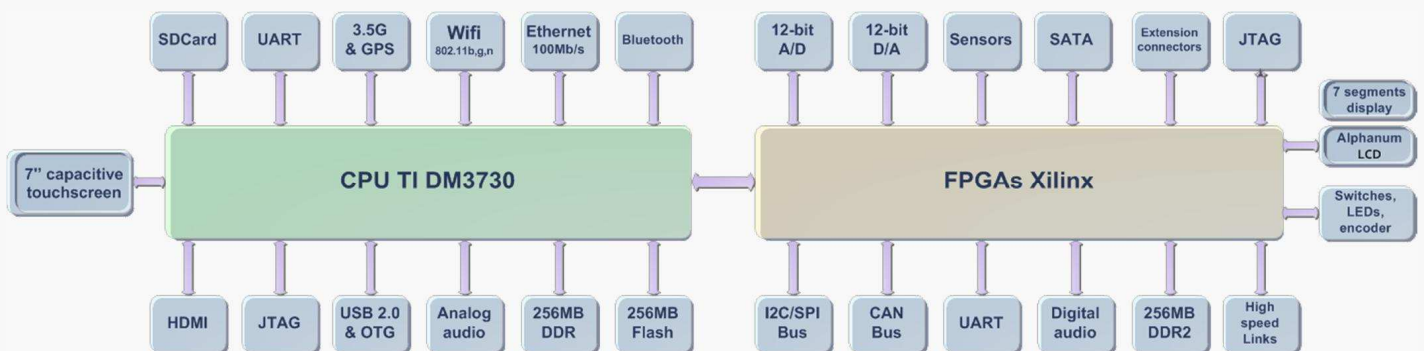 SDCard
UART
3.5G
& GPS
Wifi
802.11b,g,n
Ethernet
100Mb/s
Bluetooth
12-bit
A/D
12-bit
D/A
Sensors
SATA
Extension
connectors
JTAG
7 segments
display
Alphanum
LCD
7” capacitive
touchscreen
CPU TI DM3730
FPGAs Xilinx
Switches,
LEDs,
encoder
HDMI
JTAG
USB 2.0
& OTG
Analog
audio
256MB
DDR
256MB
Flash
I2C/SPI
Bus
CAN
Bus
UART
Digital
audio
256MB
DDR2
High
speed
Links